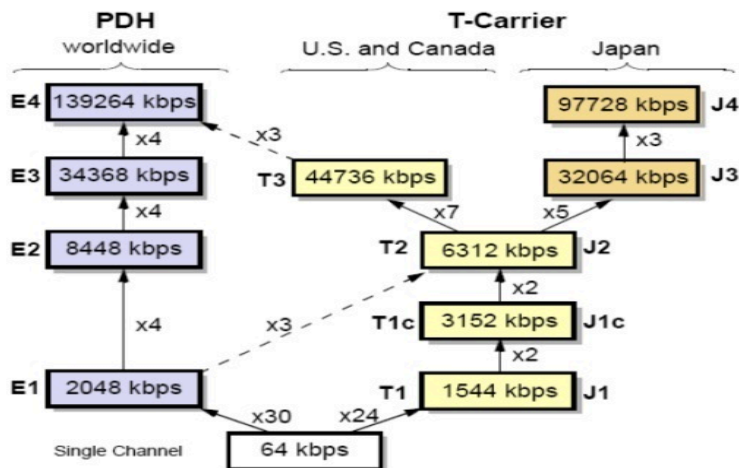 PDH T-Carrier
worldwide U.S. and Canada Japan
E4 139264 kbps 97728 kbps J4
x4 x3 x3
E3 34368 kbps T3 44736 kbps 32064 kbps J3
x4 x7 x5
E2 8448 kbps T2 6312 kbps J2
x2
x4 x3 T1c 3152 kbps J1c
x2
E1 2048 kbps T1 1544 kbps J1
x30 x24
Single Channel 64 kbps